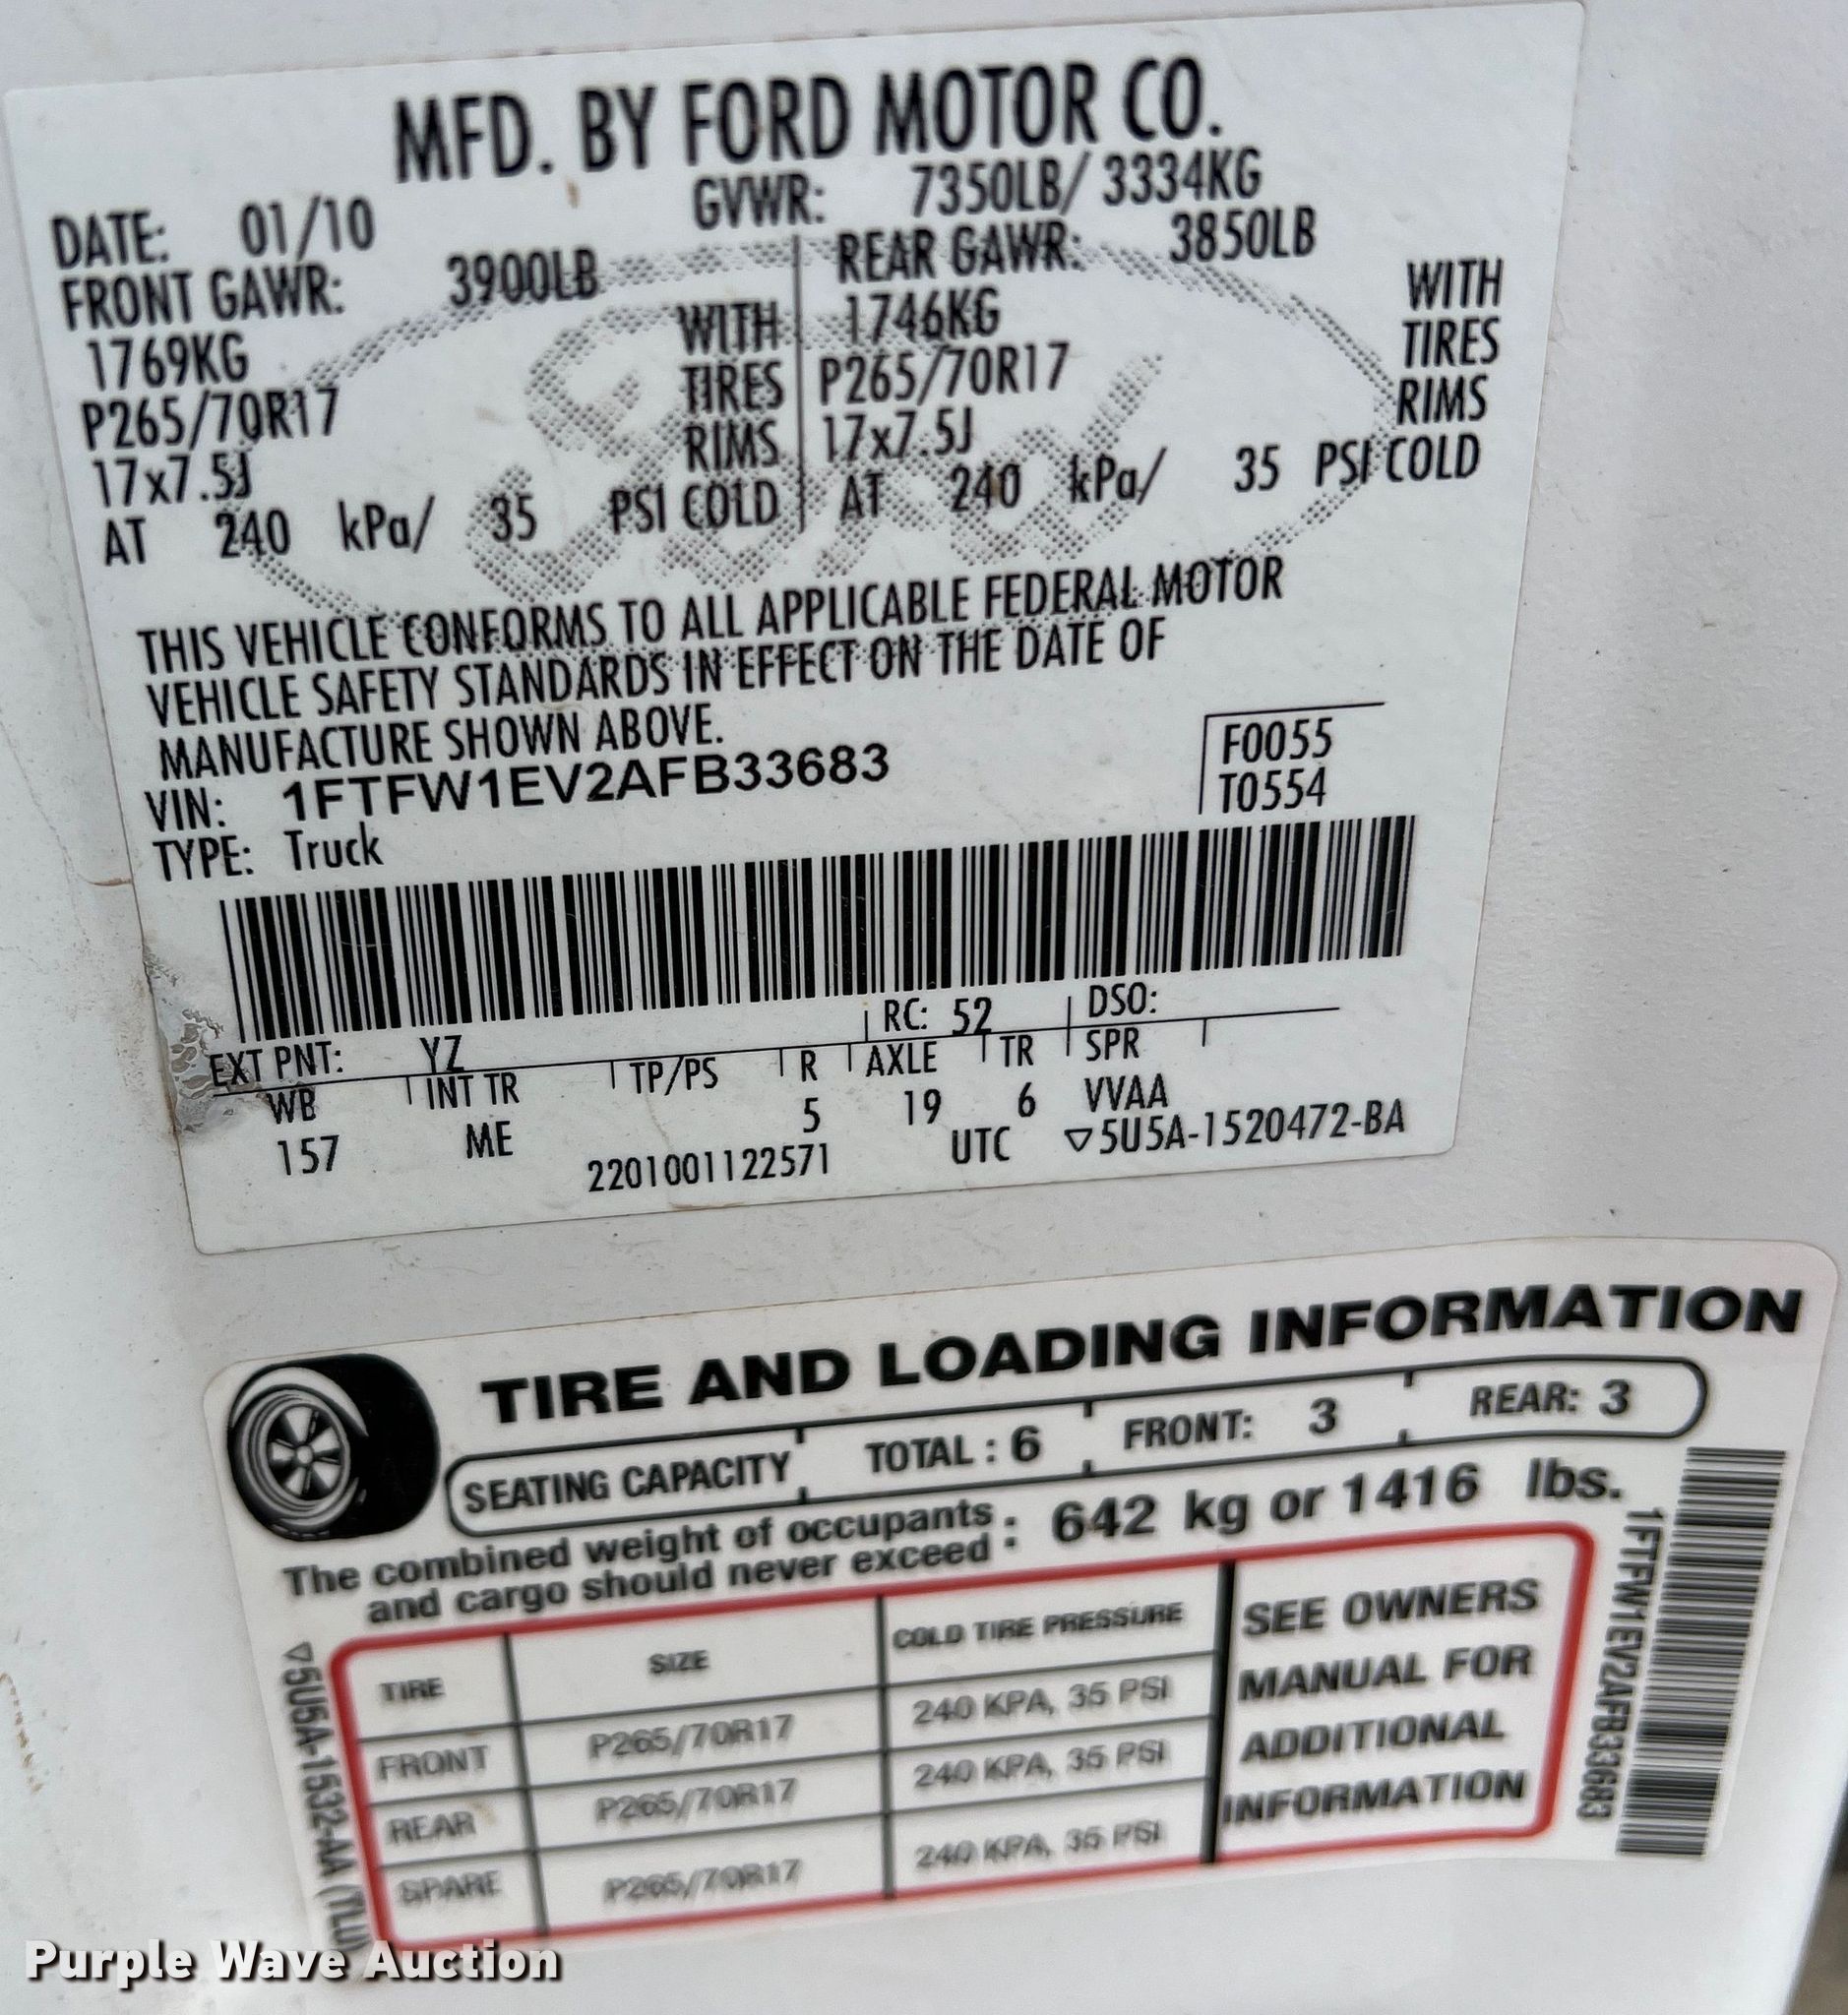 MFD. BY FORD MOTOR CO.
DATE: 01/10 GVWR: 7350LB/ 3334KG
FRONT GAWR: 3900LB REAR GAWR: 3850LB
1769KG WITH 1746KG WITH
P265/70R17 TIRES P265/70R17 TIRES
17x7.5J RIMS 17x7.5J RIMS
AT 240 kPa/ 35 PSI COLD AT 240 kPa/ 35 PSI COLD
Ford
THIS VEHICLE CONFORMS TO ALL APPLICABLE FEDERAL MOTOR
VEHICLE SAFETY STANDARDS IN EFFECT ON THE DATE OF
MANUFACTURE SHOWN ABOVE.
VIN: 1FTFW1EV2AFB33683
TYPE: Truck
F0055
T0554
EXT PNT: YZ RC: 52 DSO:
WB INT TR TP/PS R AXLE TR SPR
157 ME 5 19 6 VVAA
2201001122571 UTC ▽5U5A-1520472-BA
TIRE AND LOADING INFORMATION
SEATING CAPACITY TOTAL : 6 FRONT: 3 REAR: 3
The combined weight of occupants
and cargo should never exceed : 642 kg or 1416 lbs.
TIRE SIZE COLD TIRE PRESSURE
FRONT P265/70R17 240 KPA, 35 PSI
REAR P265/70R17 240 KPA, 35 PSI
SPARE P265/70R17 240 KPA, 35 PSI
SEE OWNERS
MANUAL FOR
ADDITIONAL
INFORMATION
1FTFW1EV2AFB33683
▽5U5A-1532-AA (TLU)
Purple Wave Auction